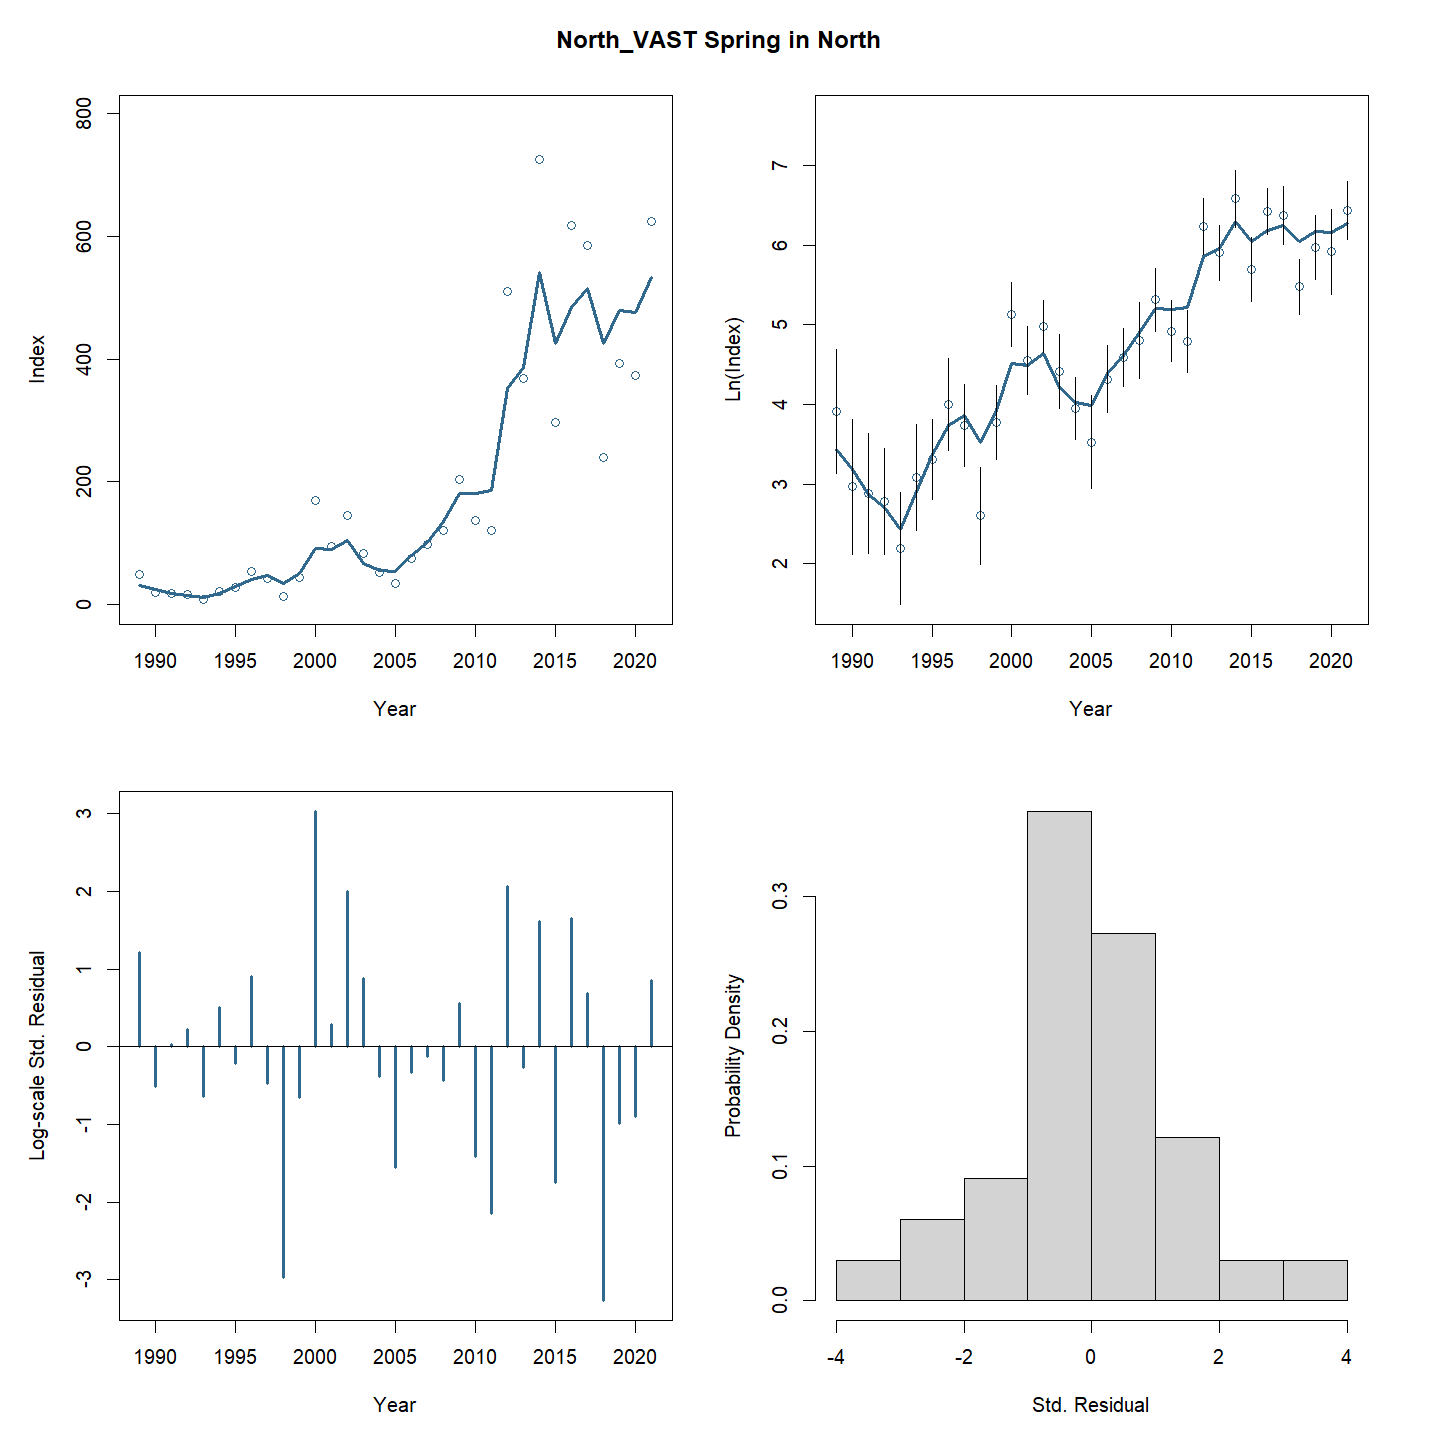 North_VAST Spring in North
Index
800
600
400
200
0
1990 1995 2000 2005 2010 2015 2020
Year
Ln(Index)
7
6
5
4
3
2
1990 1995 2000 2005 2010 2015 2020
Year
Log-scale Std. Residual
3
2
1
0
-1
-2
-3
1990 1995 2000 2005 2010 2015 2020
Year
Probability Density
0.3
0.2
0.1
0.0
-4 -2 0 2 4
Std. Residual